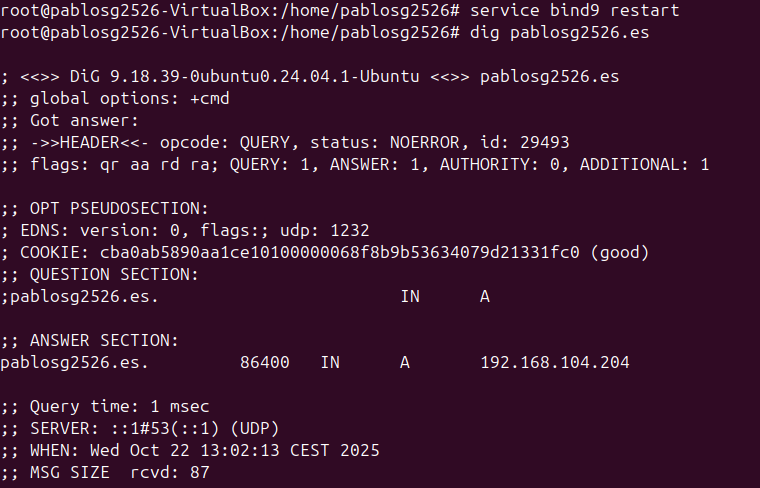 root@pablosg2526-VirtualBox:/home/pablosg2526# service bind9 restart
root@pablosg2526-VirtualBox:/home/pablosg2526# dig pablosg2526.es
; <<>> DiG 9.18.39-0ubuntu0.24.04.1-Ubuntu <<>> pablosg2526.es
;; global options: +cmd
;; Got answer:
;; ->>HEADER<<- opcode: QUERY, status: NOERROR, id: 29493
;; flags: qr aa rd ra; QUERY: 1, ANSWER: 1, AUTHORITY: 0, ADDITIONAL: 1
;; OPT PSEUDOSECTION:
; EDNS: version: 0, flags:; udp: 1232
; COOKIE: cba0ab5890aa1ce10100000068f8b9b53634079d21331fc0 (good)
;; QUESTION SECTION:
;pablosg2526.es. IN A
;; ANSWER SECTION:
pablosg2526.es. 86400 IN A 192.168.104.204
;; Query time: 1 msec
;; SERVER: ::1#53(::1) (UDP)
;; WHEN: Wed Oct 22 13:02:13 CEST 2025
;; MSG SIZE rcvd: 87